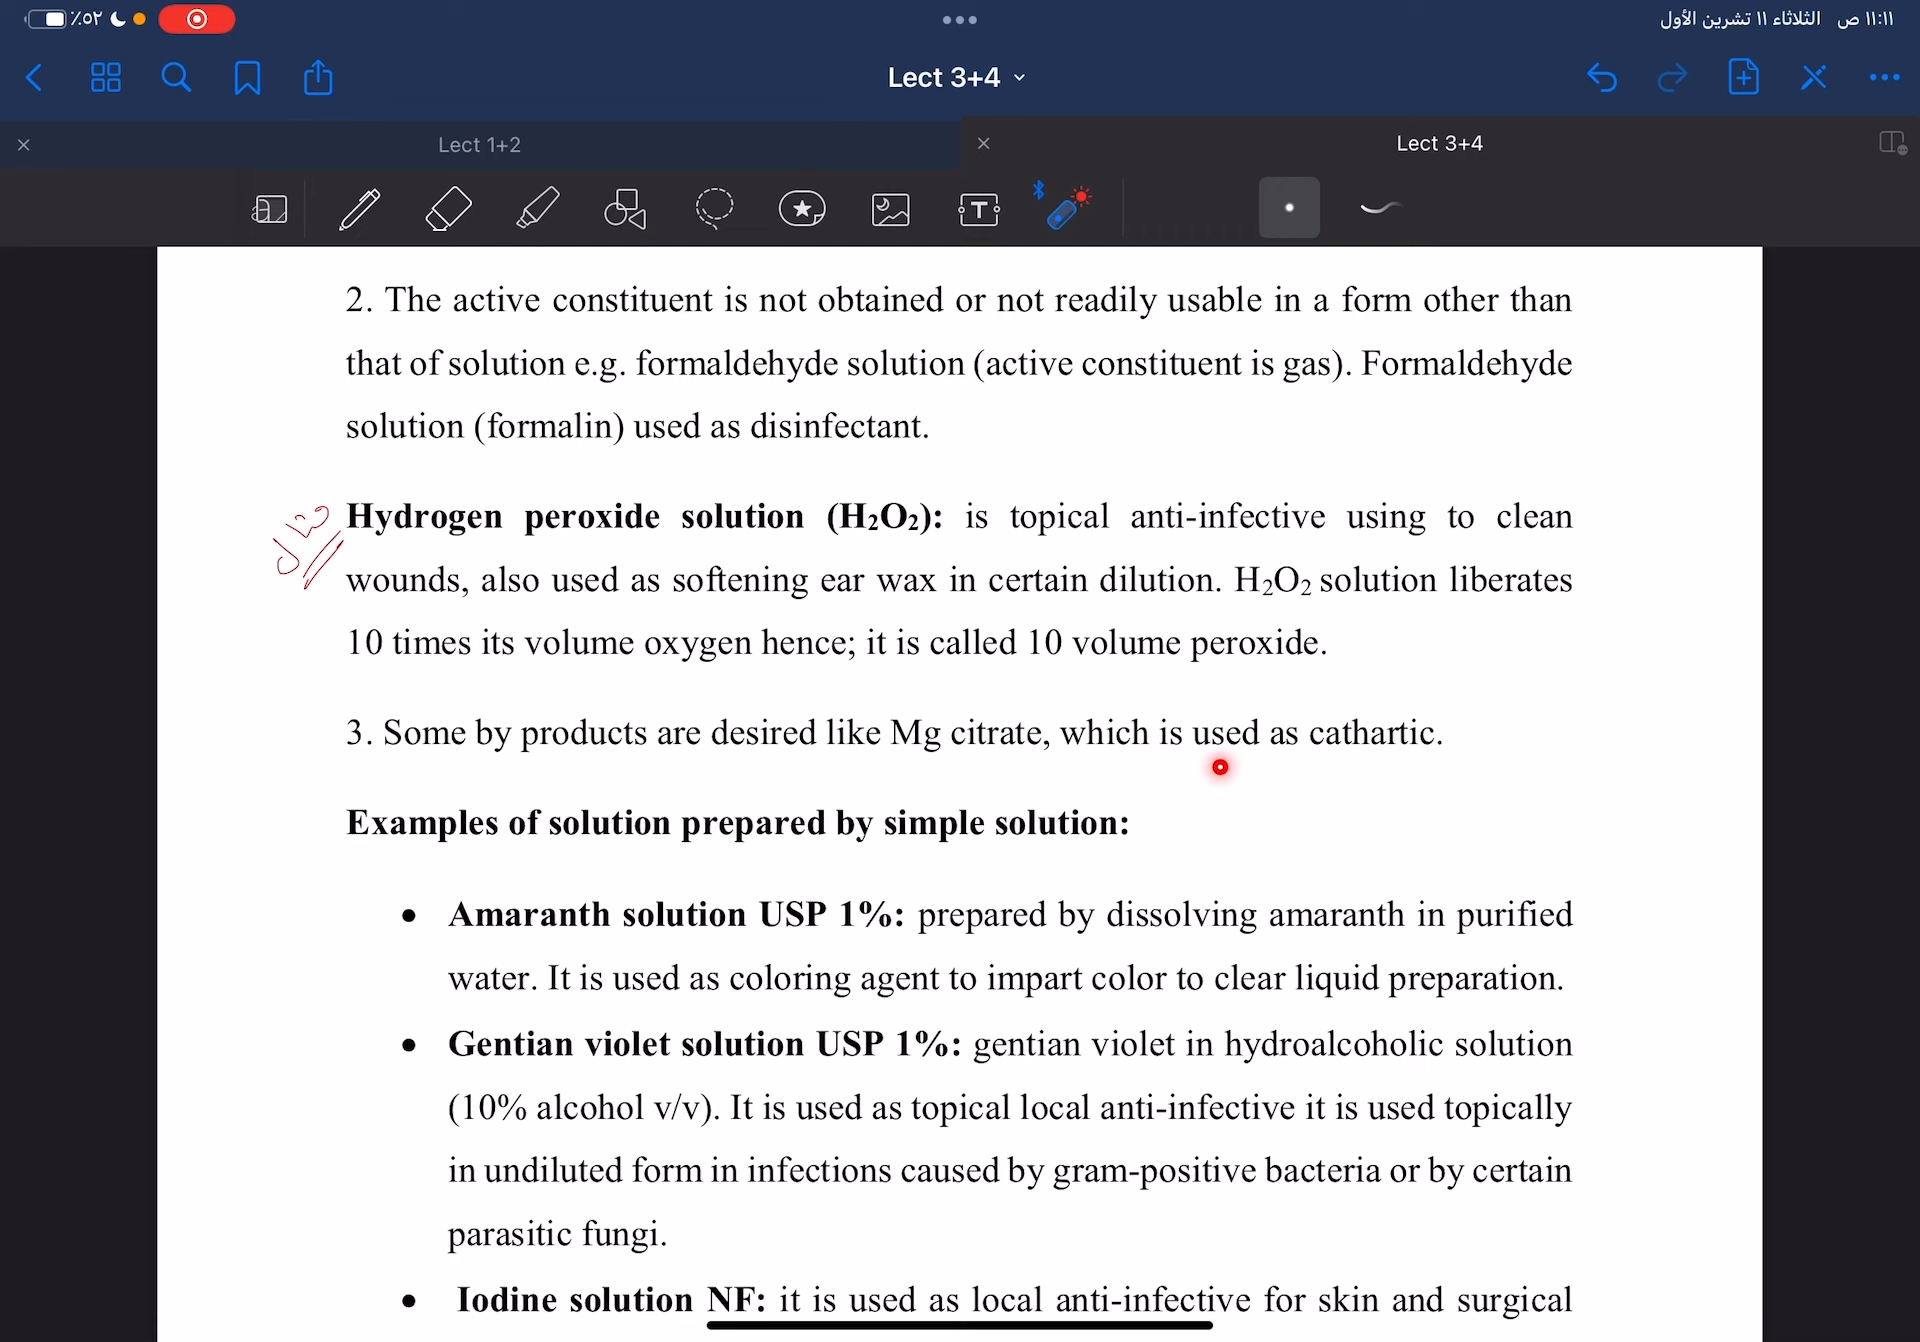 ٪٥٢
١١:١١ ص الثلاثاء ١١ تشرين الأول
Lect 3+4
Lect 1+2
Lect 3+4
2. The active constituent is not obtained or not readily usable in a form other than
that of solution e.g. formaldehyde solution (active constituent is gas). Formaldehyde
solution (formalin) used as disinfectant.
مثال
Hydrogen peroxide solution (H₂O₂): is topical anti-infective using to clean
wounds, also used as softening ear wax in certain dilution. H₂O₂ solution liberates
10 times its volume oxygen hence; it is called 10 volume peroxide.
3. Some by products are desired like Mg citrate, which is used as cathartic.
Examples of solution prepared by simple solution:
• Amaranth solution USP 1%: prepared by dissolving amaranth in purified
water. It is used as coloring agent to impart color to clear liquid preparation.
• Gentian violet solution USP 1%: gentian violet in hydroalcoholic solution
(10% alcohol v/v). It is used as topical local anti-infective it is used topically
in undiluted form in infections caused by gram-positive bacteria or by certain
parasitic fungi.
• Iodine solution NF: it is used as local anti-infective for skin and surgical